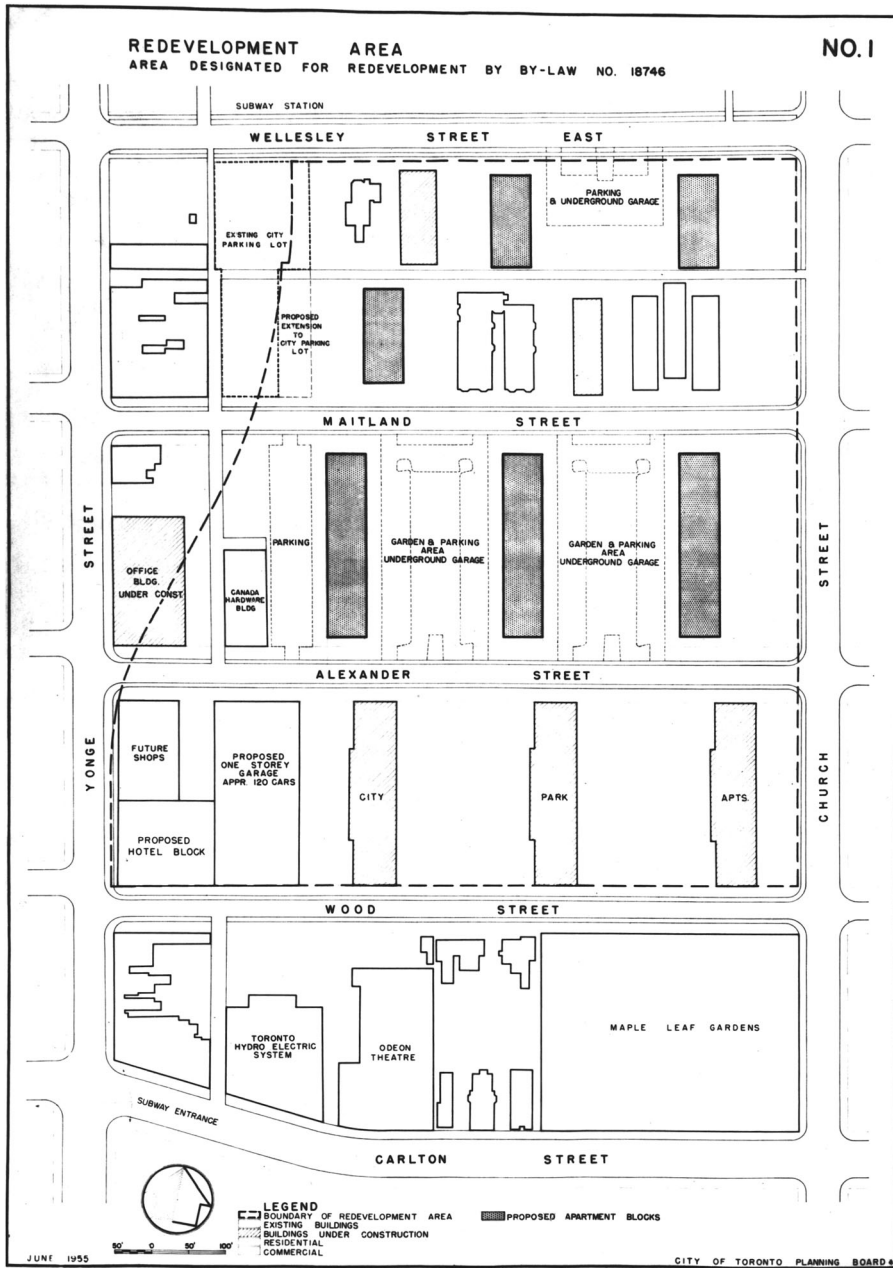 REDEVELOPMENT AREA
AREA DESIGNATED FOR REDEVELOPMENT BY BY-LAW NO. 18746
NO. 1
SUBWAY STATION
WELLESLEY STREET EAST
EXISTING CITY
PARKING LOT
PARKING
& UNDERGROUND GARAGE
PROPOSED
EXTENSION
TO
CITY PARKING
LOT
MAITLAND STREET
STREET
OFFICE
BLDG.
UNDER CONST.
CANADA
HARDWARE
BLDG
PARKING
GARDEN & PARKING
AREA
UNDERGROUND GARAGE
GARDEN & PARKING
AREA
UNDERGROUND GARAGE
STREET
ALEXANDER STREET
YONGE
FUTURE
SHOPS
PROPOSED
ONE STOREY
GARAGE
APPR. 120 CARS
PROPOSED
HOTEL BLOCK
CITY
PARK
APTS.
CHURCH
WOOD STREET
TORONTO
HYDRO ELECTRIC
SYSTEM
ODEON
THEATRE
MAPLE LEAF GARDENS
SUBWAY ENTRANCE
CARLTON STREET
LEGEND
BOUNDARY OF REDEVELOPMENT AREA
EXISTING BUILDINGS
BUILDINGS UNDER CONSTRUCTION
RESIDENTIAL
COMMERCIAL
PROPOSED APARTMENT BLOCKS
50' 0 50' 100'
JUNE 1955
CITY OF TORONTO PLANNING BOARD